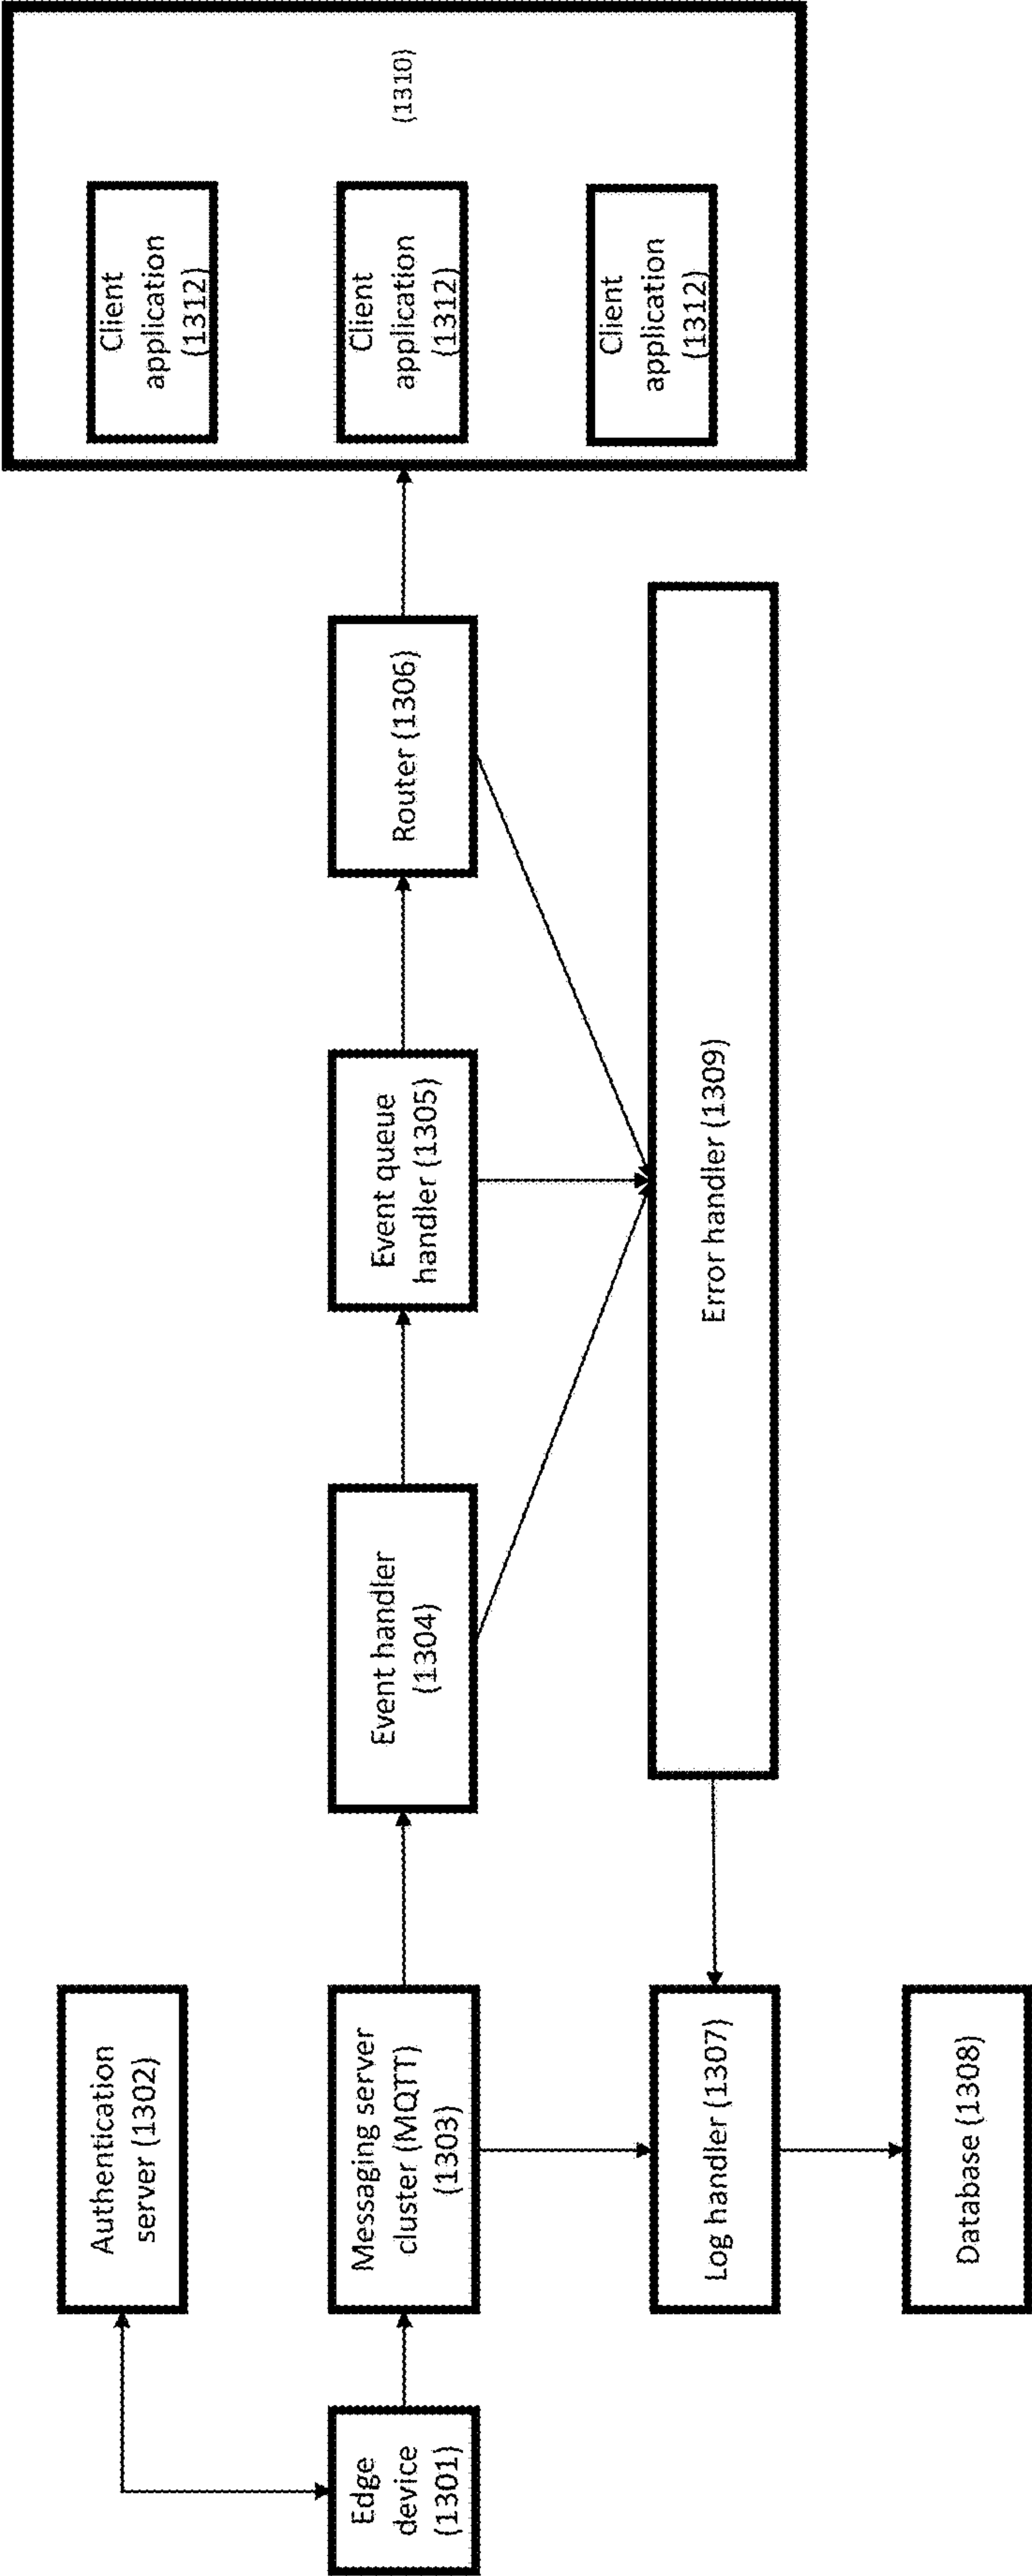 Authentication
server (1302)
Edge
device
(1301)
Messaging server
cluster (MQTT)
(1303)
Event handler
(1304)
Event queue
handler (1305)
Router (1306)
Client
application
(1312)
Client
application
(1312)
Client
application
(1312)
(1310)
Log handler (1307)
Error handler (1309)
Database (1308)